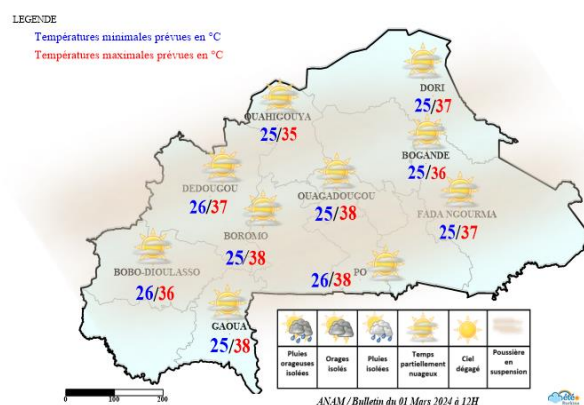 LEGENDE
Températures minimales prévues en °C
Températures maximales prévues en °C
DORI
25/37
OUAHIGOUYA
25/35
BOGANDE
25/36
DEDOUGOU
26/37
OUAGADOUGOU
25/38
FADA NGOURMA
25/37
BOROMO
25/38
BOBO-DIOULASSO
26/36
PO
26/38
GAOUA
25/38
Pluies orageuses isolées
Orages isolés
Pluies isolées
Temps partiellement nuageux
Ciel dégagé
Poussière en suspension
0 100 200
ANAM / Bulletin du 01 Mars 2024 à 12H